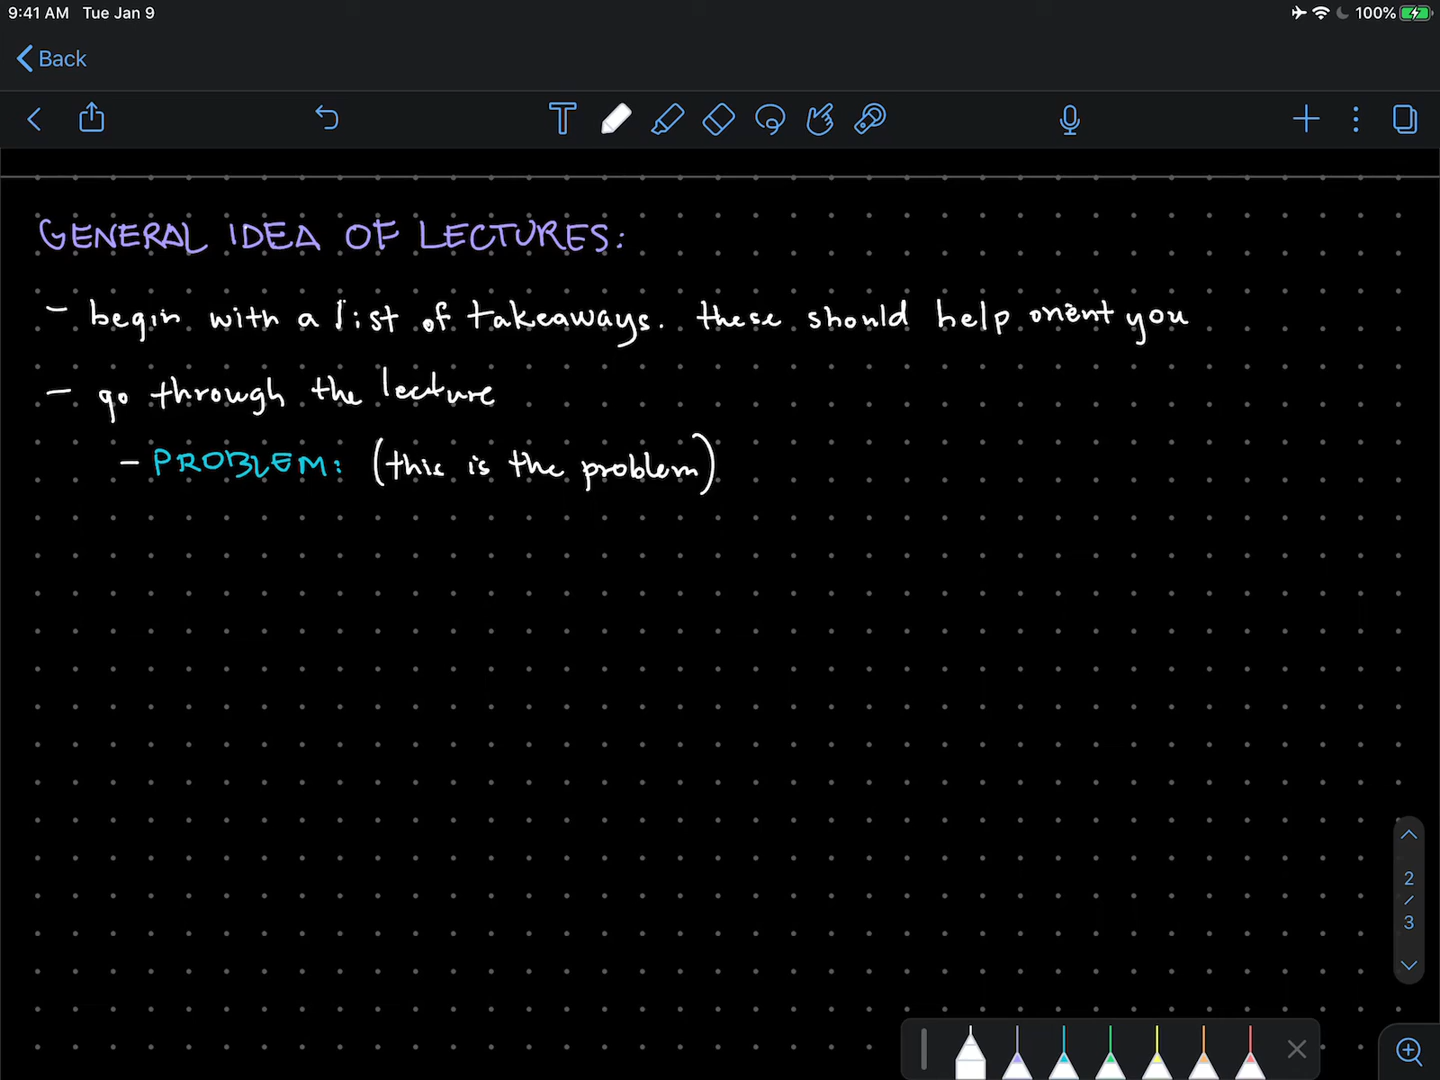 9:41 AM Tue Jan 9
100%
Back
GENERAL IDEA OF LECTURES:
- begin with a list of takeaways. these should help orient you
- go through the lecture
- PROBLEM: (this is the problem)
2
/
3